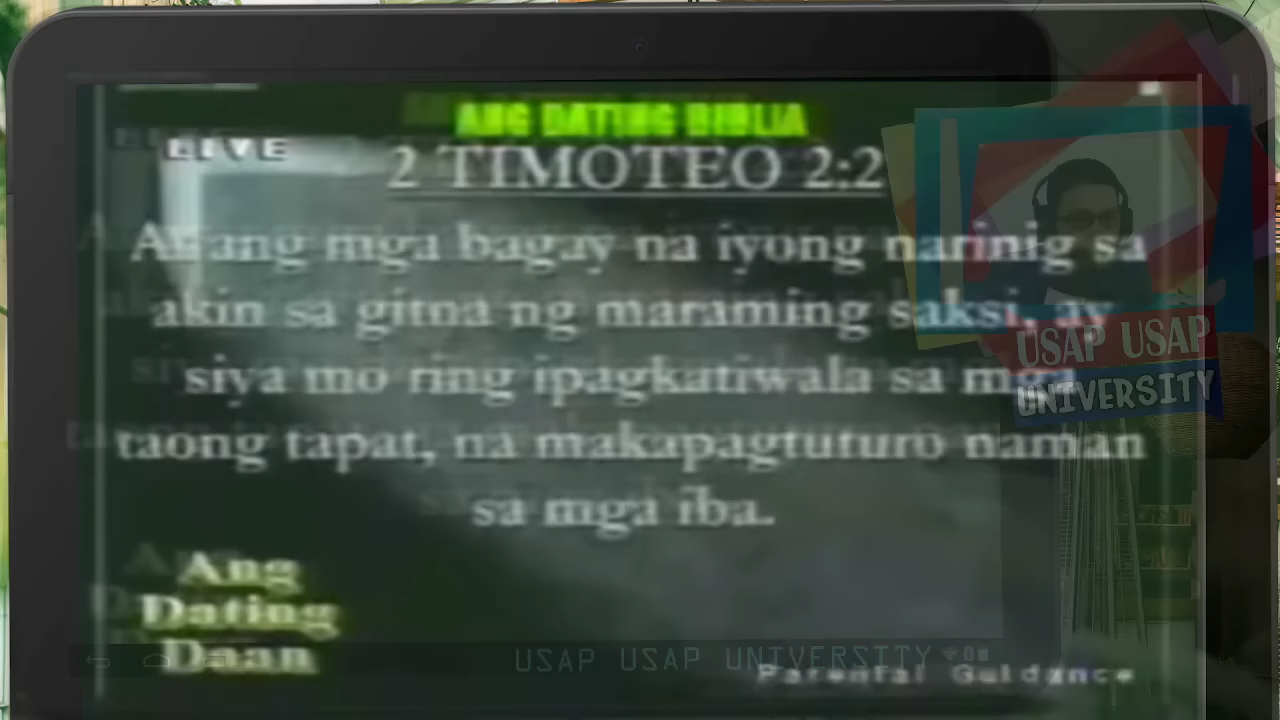 ANG DATING BIBLIA
LIVE
2 TIMOTEO 2:2
At ang mga bagay na iyong narinig sa
akin sa gitna ng maraming saksi, ay
siya mo ring ipagkatiwala sa mga
taong tapat, na makapagtuturo naman
sa mga iba.
USAP USAP
UNIVERSITY
Ang
Dating
Daan
USAP USAP UNIVERSITY
Parental Guidance